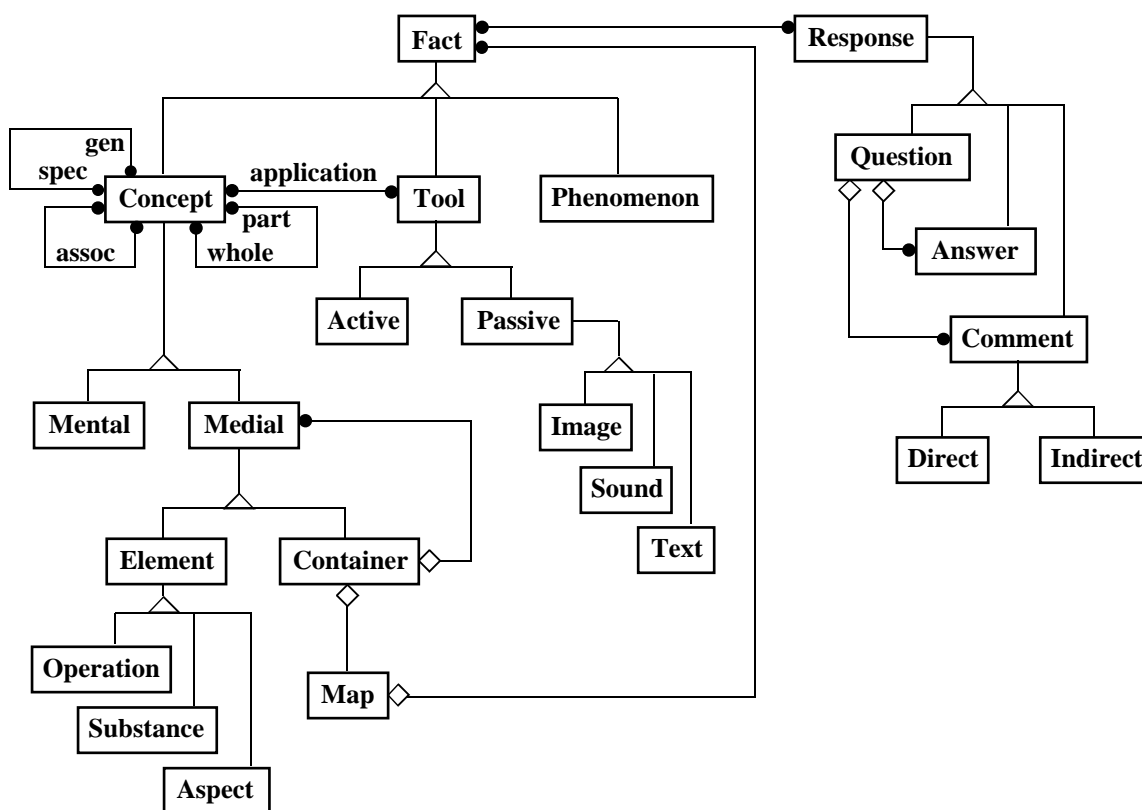 Fact
Response
gen
spec
Question
application
Concept
Tool
Phenomenon
part
assoc
whole
Answer
Active
Passive
Comment
Mental
Medial
Image
Direct
Indirect
Sound
Element
Container
Text
Operation
Map
Substance
Aspect